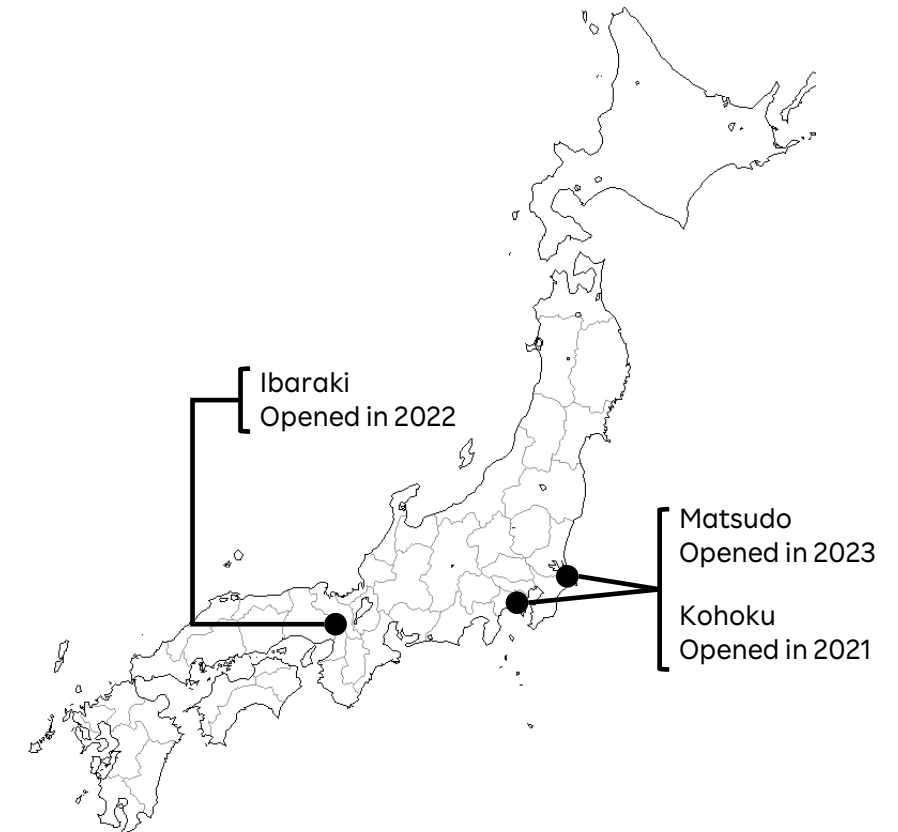 Ibaraki
Opened in 2022
Matsudo
Opened in 2023
Kohoku
Opened in 2021